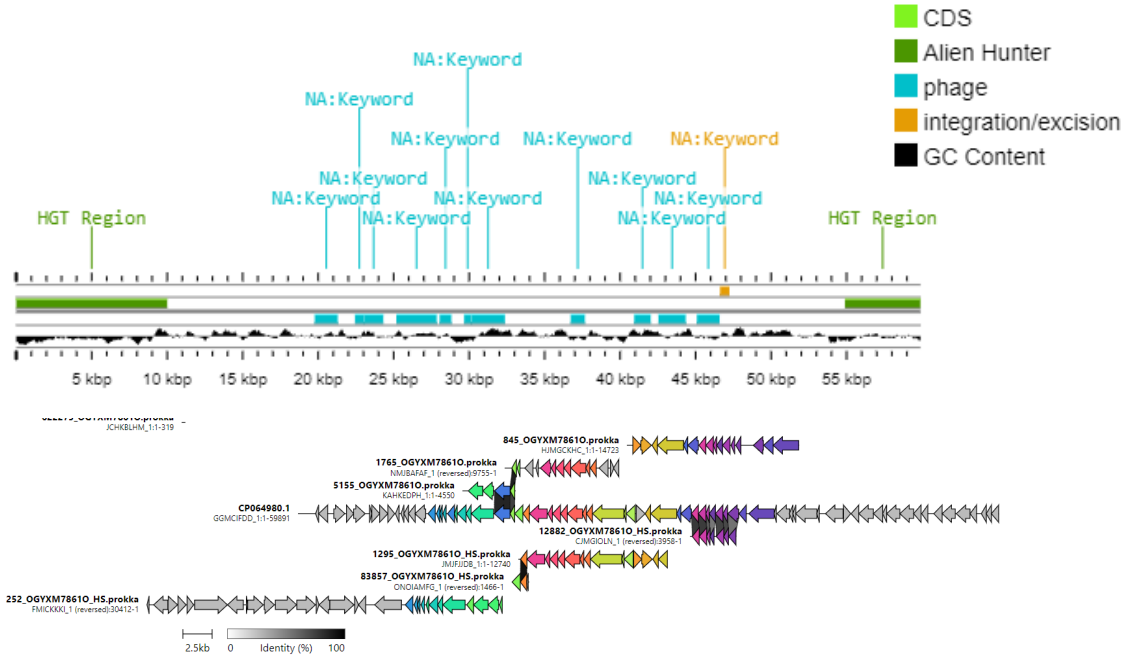 CDS
Alien Hunter
phage
integration/excision
GC Content
NA:Keyword
NA:Keyword
NA:Keyword
NA:Keyword
NA:Keyword
NA:Keyword
NA:Keyword
NA:Keyword
NA:Keyword
NA:Keyword
NA:Keyword
NA:Keyword
HGT Region
HGT Region
5 kbp 10 kbp 15 kbp 20 kbp 25 kbp 30 kbp 35 kbp 40 kbp 45 kbp 50 kbp 55 kbp
JCHKBLHM_1:1-319
845_OGYXM7861O.prokka
HJMGCKHC_1:1-14723
1765_OGYXM7861O.prokka
NMJBAFAF_1 (reversed):9755-1
5155_OGYXM7861O.prokka
KAHKEDPH_1:1-4550
CP064980.1
GGMCIFDD_1:1-59891
12882_OGYXM7861O_HS.prokka
CJMGIOLN_1 (reversed):3958-1
1295_OGYXM7861O_HS.prokka
JMJFJJDB_1:1-12740
83857_OGYXM7861O_HS.prokka
ONOIAMFG_1 (reversed):1466-1
252_OGYXM7861O_HS.prokka
FMICKKKI_1 (reversed):30412-1
2.5kb 0 Identity (%) 100